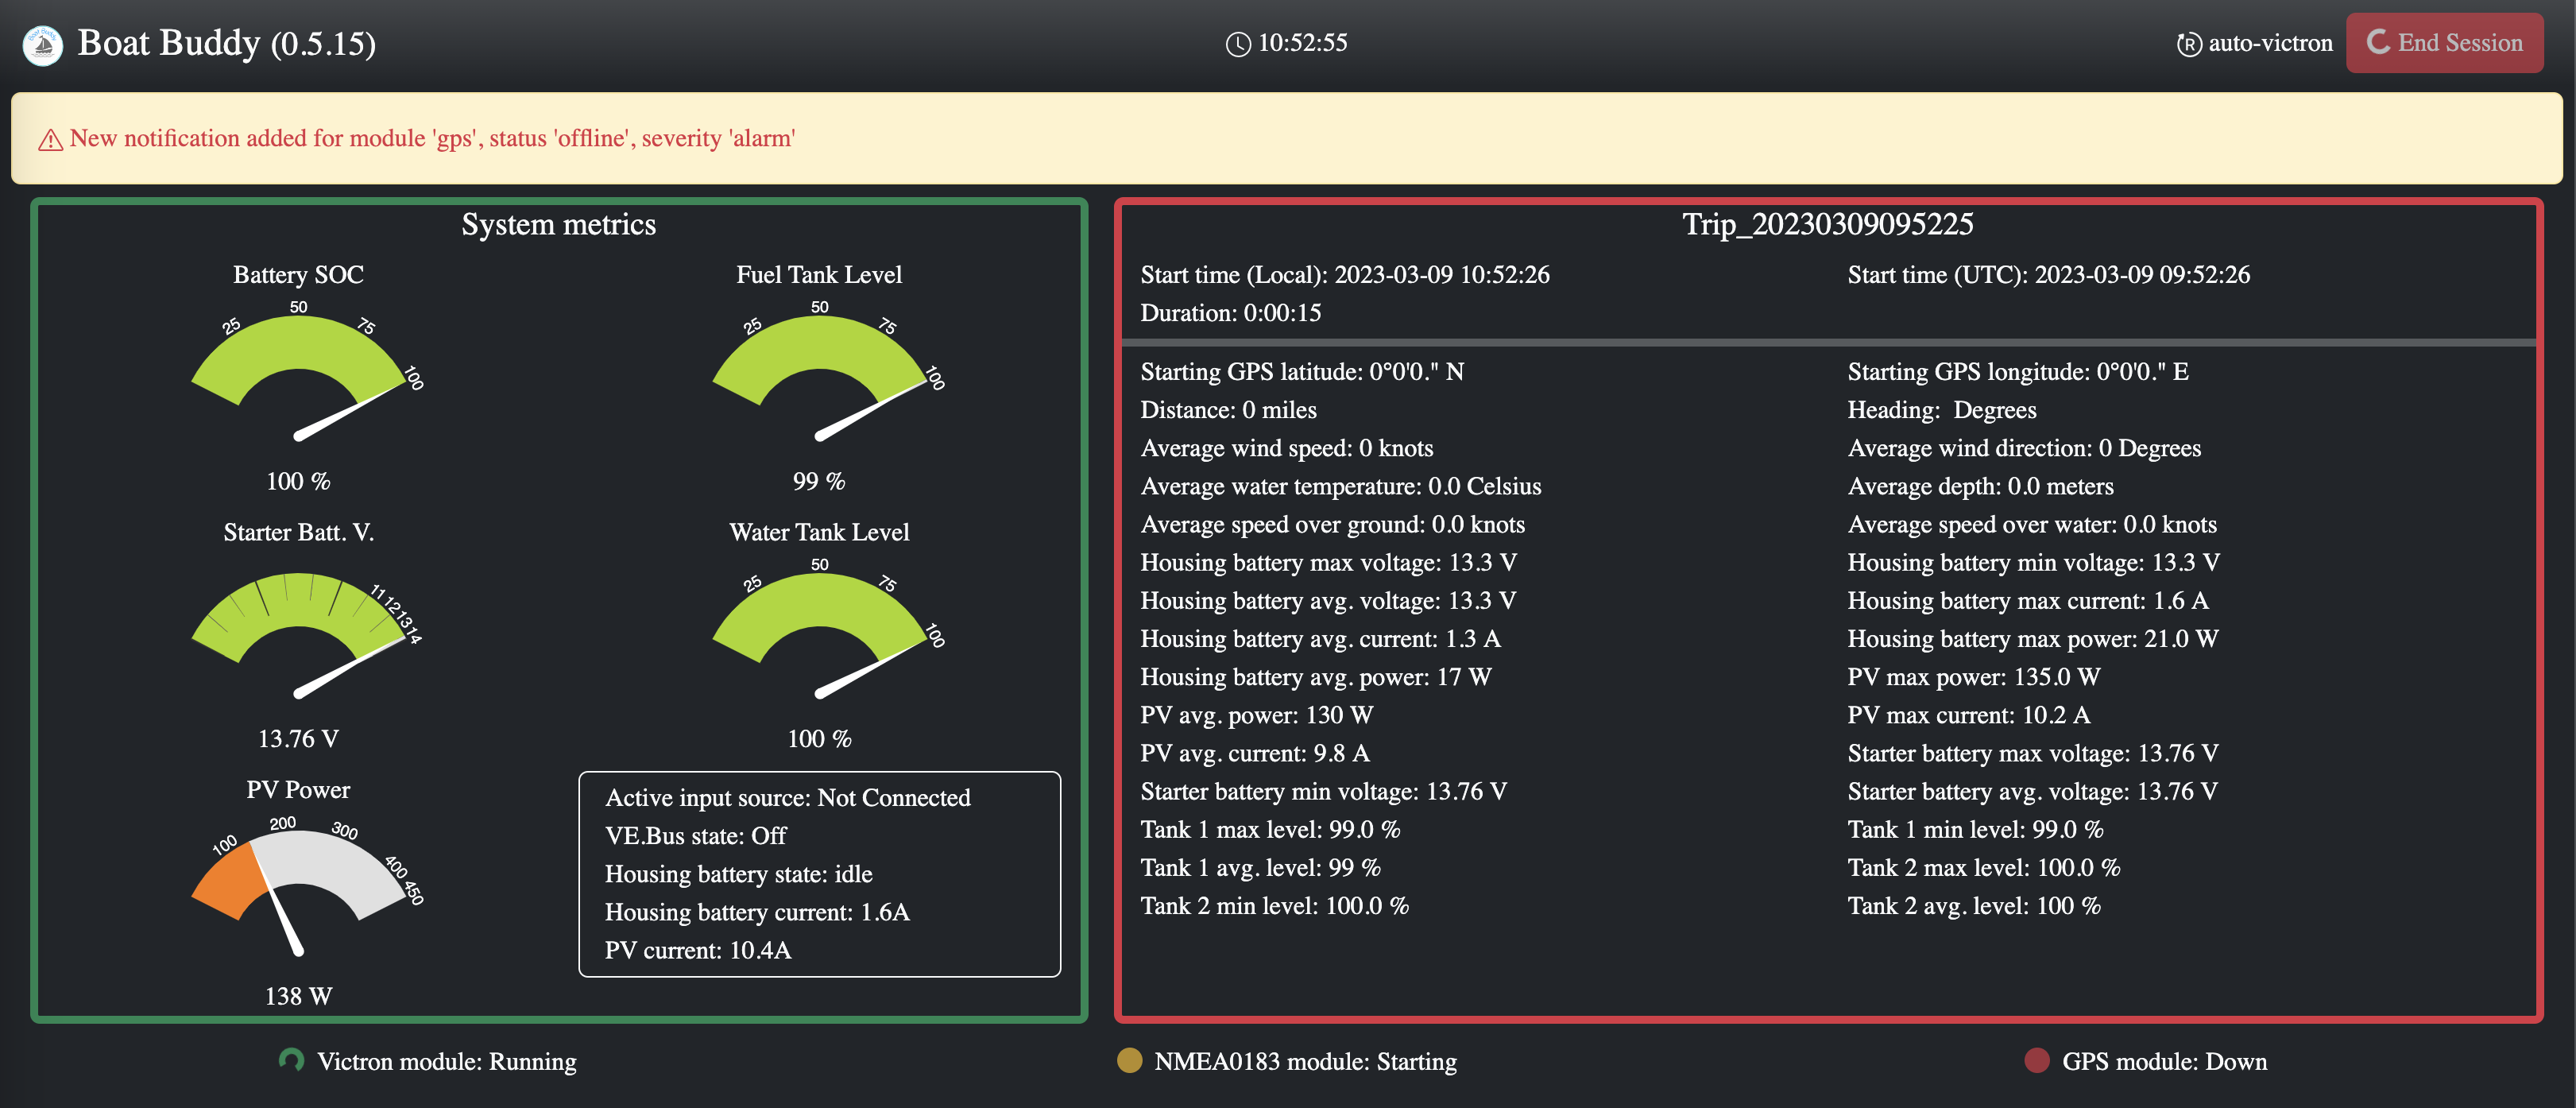 Boat Buddy (0.5.15)
10:52:55
auto-victron
End Session
New notification added for module 'gps', status 'offline', severity 'alarm'
System metrics
Battery SOC
25 50 75 100
100 %
Fuel Tank Level
25 50 75 100
99 %
Starter Batt. V.
11 12 13 14
13.76 V
Water Tank Level
25 50 75 100
100 %
PV Power
100 200 300 400 450
138 W
Active input source: Not Connected
VE.Bus state: Off
Housing battery state: idle
Housing battery current: 1.6A
PV current: 10.4A
Trip_20230309095225
Start time (Local): 2023-03-09 10:52:26
Start time (UTC): 2023-03-09 09:52:26
Duration: 0:00:15
Starting GPS latitude: 0°0'0." N
Starting GPS longitude: 0°0'0." E
Distance: 0 miles
Heading:  Degrees
Average wind speed: 0 knots
Average wind direction: 0 Degrees
Average water temperature: 0.0 Celsius
Average depth: 0.0 meters
Average speed over ground: 0.0 knots
Average speed over water: 0.0 knots
Housing battery max voltage: 13.3 V
Housing battery min voltage: 13.3 V
Housing battery avg. voltage: 13.3 V
Housing battery max current: 1.6 A
Housing battery avg. current: 1.3 A
Housing battery max power: 21.0 W
Housing battery avg. power: 17 W
PV max power: 135.0 W
PV avg. power: 130 W
PV max current: 10.2 A
PV avg. current: 9.8 A
Starter battery max voltage: 13.76 V
Starter battery min voltage: 13.76 V
Starter battery avg. voltage: 13.76 V
Tank 1 max level: 99.0 %
Tank 1 min level: 99.0 %
Tank 1 avg. level: 99 %
Tank 2 max level: 100.0 %
Tank 2 min level: 100.0 %
Tank 2 avg. level: 100 %
Victron module: Running
NMEA0183 module: Starting
GPS module: Down